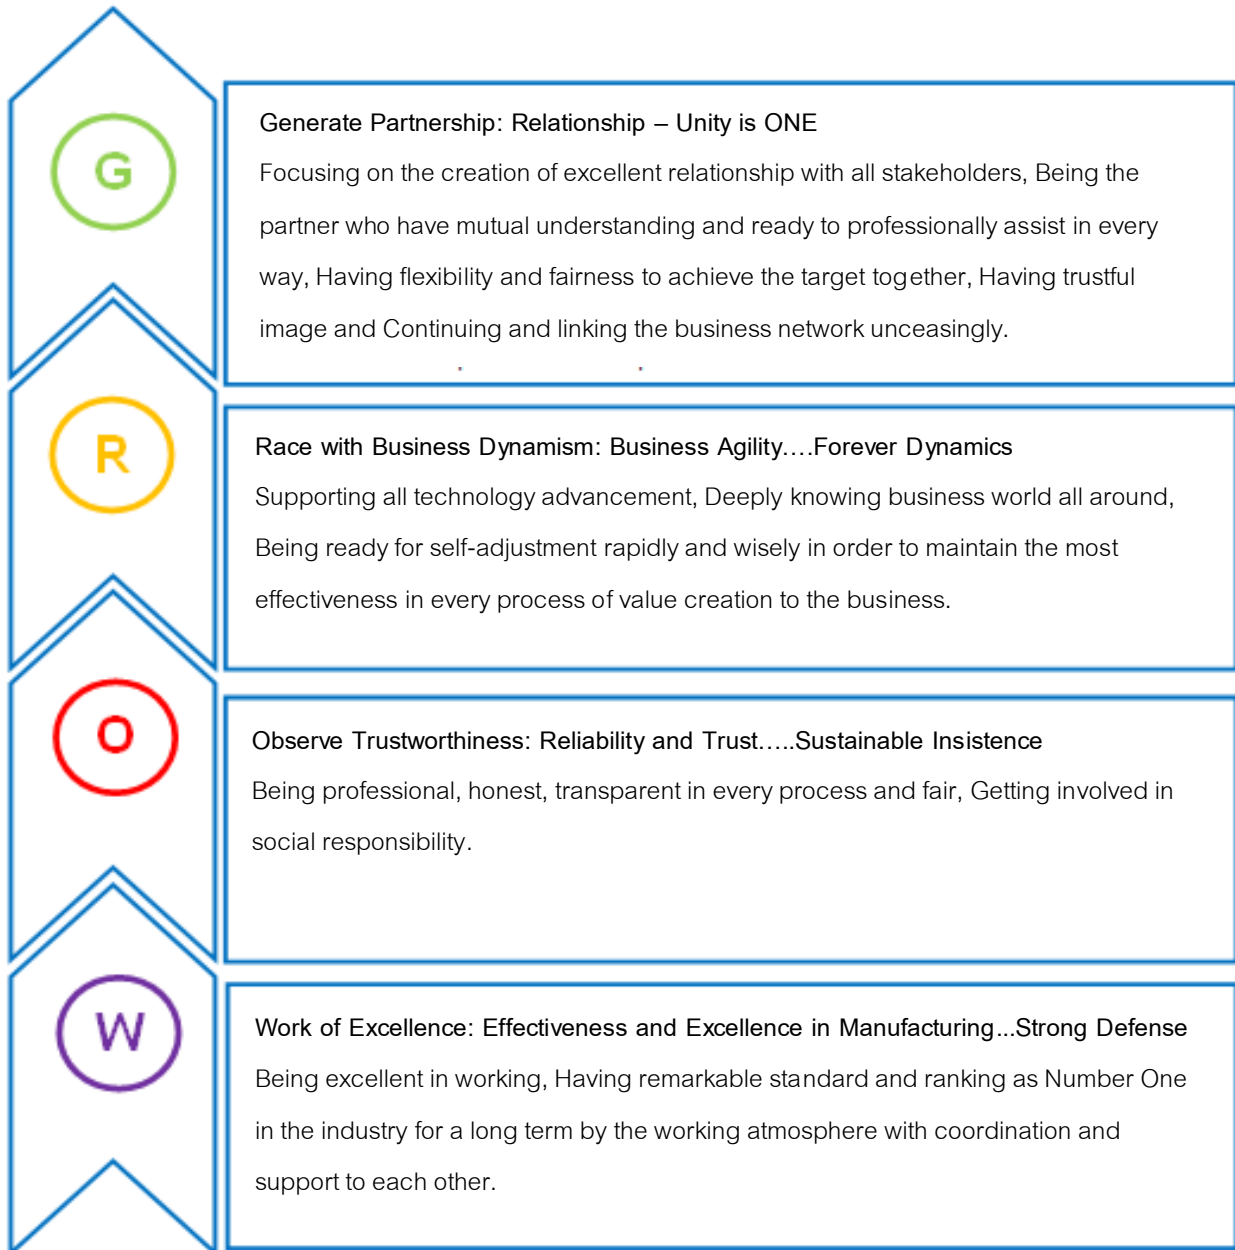 G
Generate Partnership: Relationship – Unity is ONE
Focusing on the creation of excellent relationship with all stakeholders, Being the
partner who have mutual understanding and ready to professionally assist in every
way, Having flexibility and fairness to achieve the target together, Having trustful
image and Continuing and linking the business network unceasingly.
R
Race with Business Dynamism: Business Agility....Forever Dynamics
Supporting all technology advancement, Deeply knowing business world all around,
Being ready for self-adjustment rapidly and wisely in order to maintain the most
effectiveness in every process of value creation to the business.
O
Observe Trustworthiness: Reliability and Trust.....Sustainable Insistence
Being professional, honest, transparent in every process and fair, Getting involved in
social responsibility.
W
Work of Excellence: Effectiveness and Excellence in Manufacturing...Strong Defense
Being excellent in working, Having remarkable standard and ranking as Number One
in the industry for a long term by the working atmosphere with coordination and
support to each other.